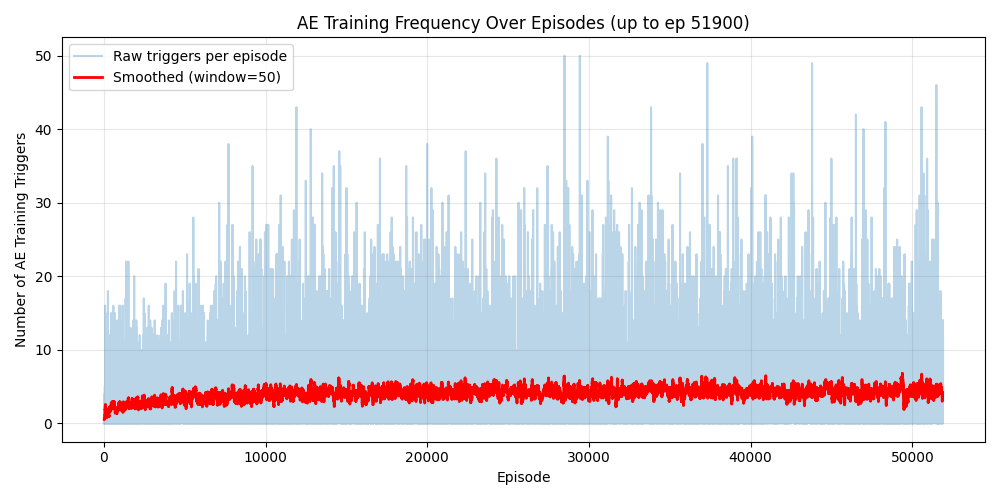 AE Training Frequency Over Episodes (up to ep 51900)
Raw triggers per episode
Smoothed (window=50)
Number of AE Training Triggers
50
40
30
20
10
0
0
10000
20000
30000
40000
50000
Episode